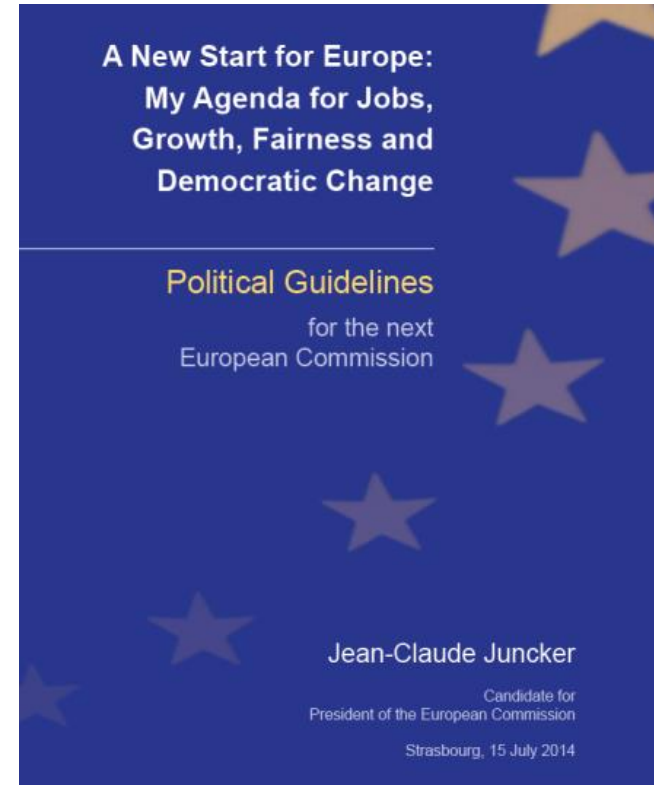 A New Start for Europe:
My Agenda for Jobs,
Growth, Fairness and
Democratic Change
Political Guidelines
for the next
European Commission
Jean-Claude Juncker
Candidate for
President of the European Commission
Strasbourg, 15 July 2014